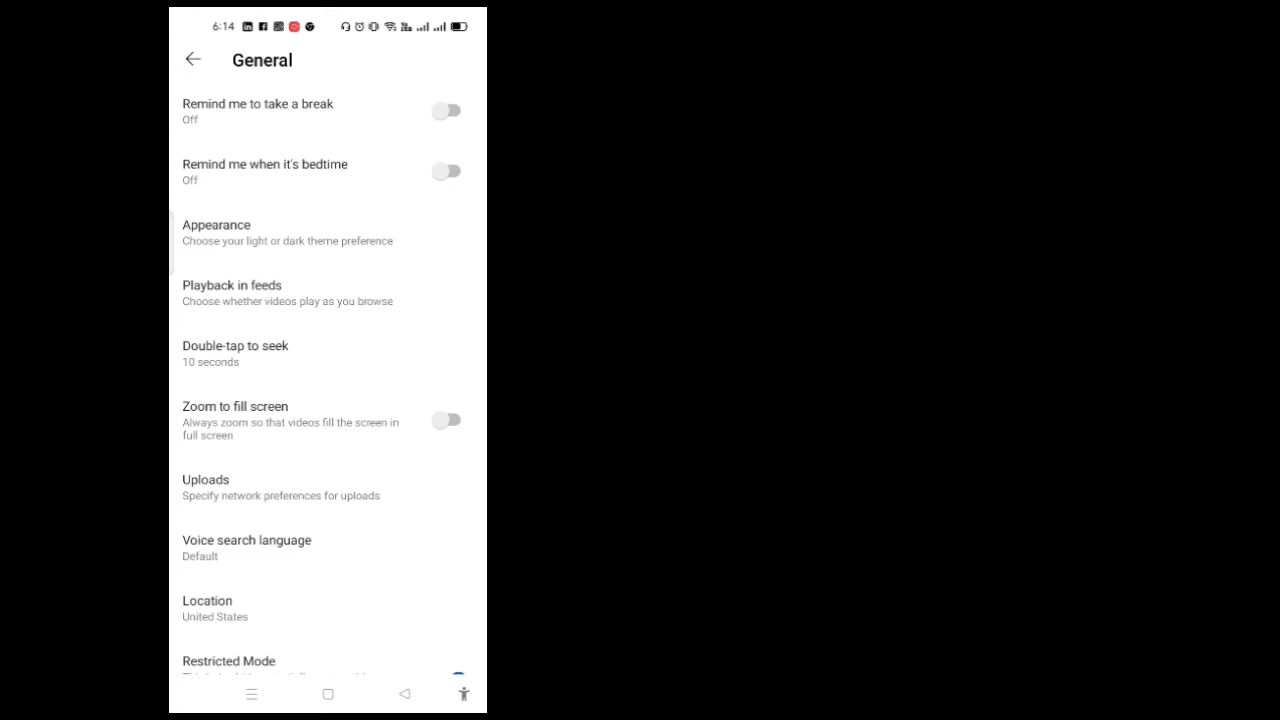 6:14
General
Remind me to take a break
Off
Remind me when it's bedtime
Off
Appearance
Choose your light or dark theme preference
Playback in feeds
Choose whether videos play as you browse
Double-tap to seek
10 seconds
Zoom to fill screen
Always zoom so that videos fill the screen in
full screen
Uploads
Specify network preferences for uploads
Voice search language
Default
Location
United States
Restricted Mode